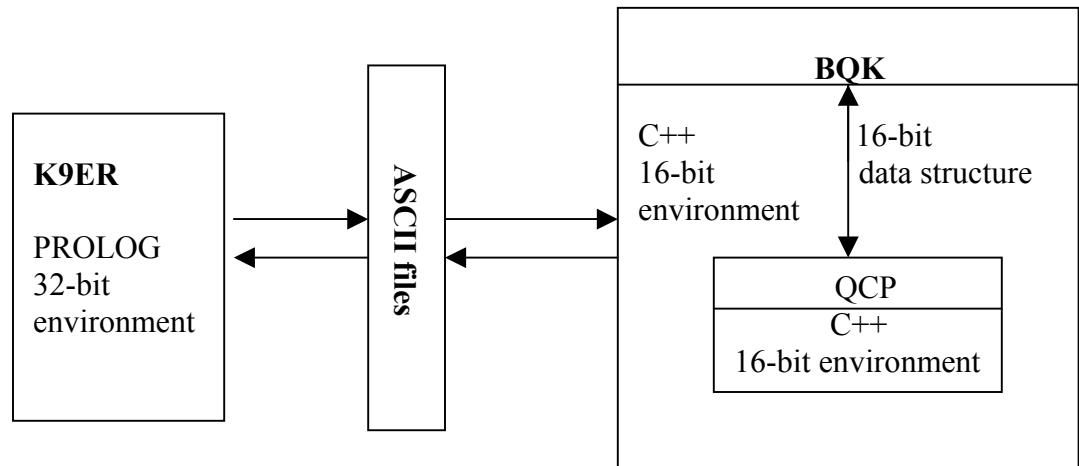 K9ER
PROLOG
32-bit
environment
ASCII files
BQK
C++
16-bit
environment
16-bit
data structure
QCP
C++
16-bit environment